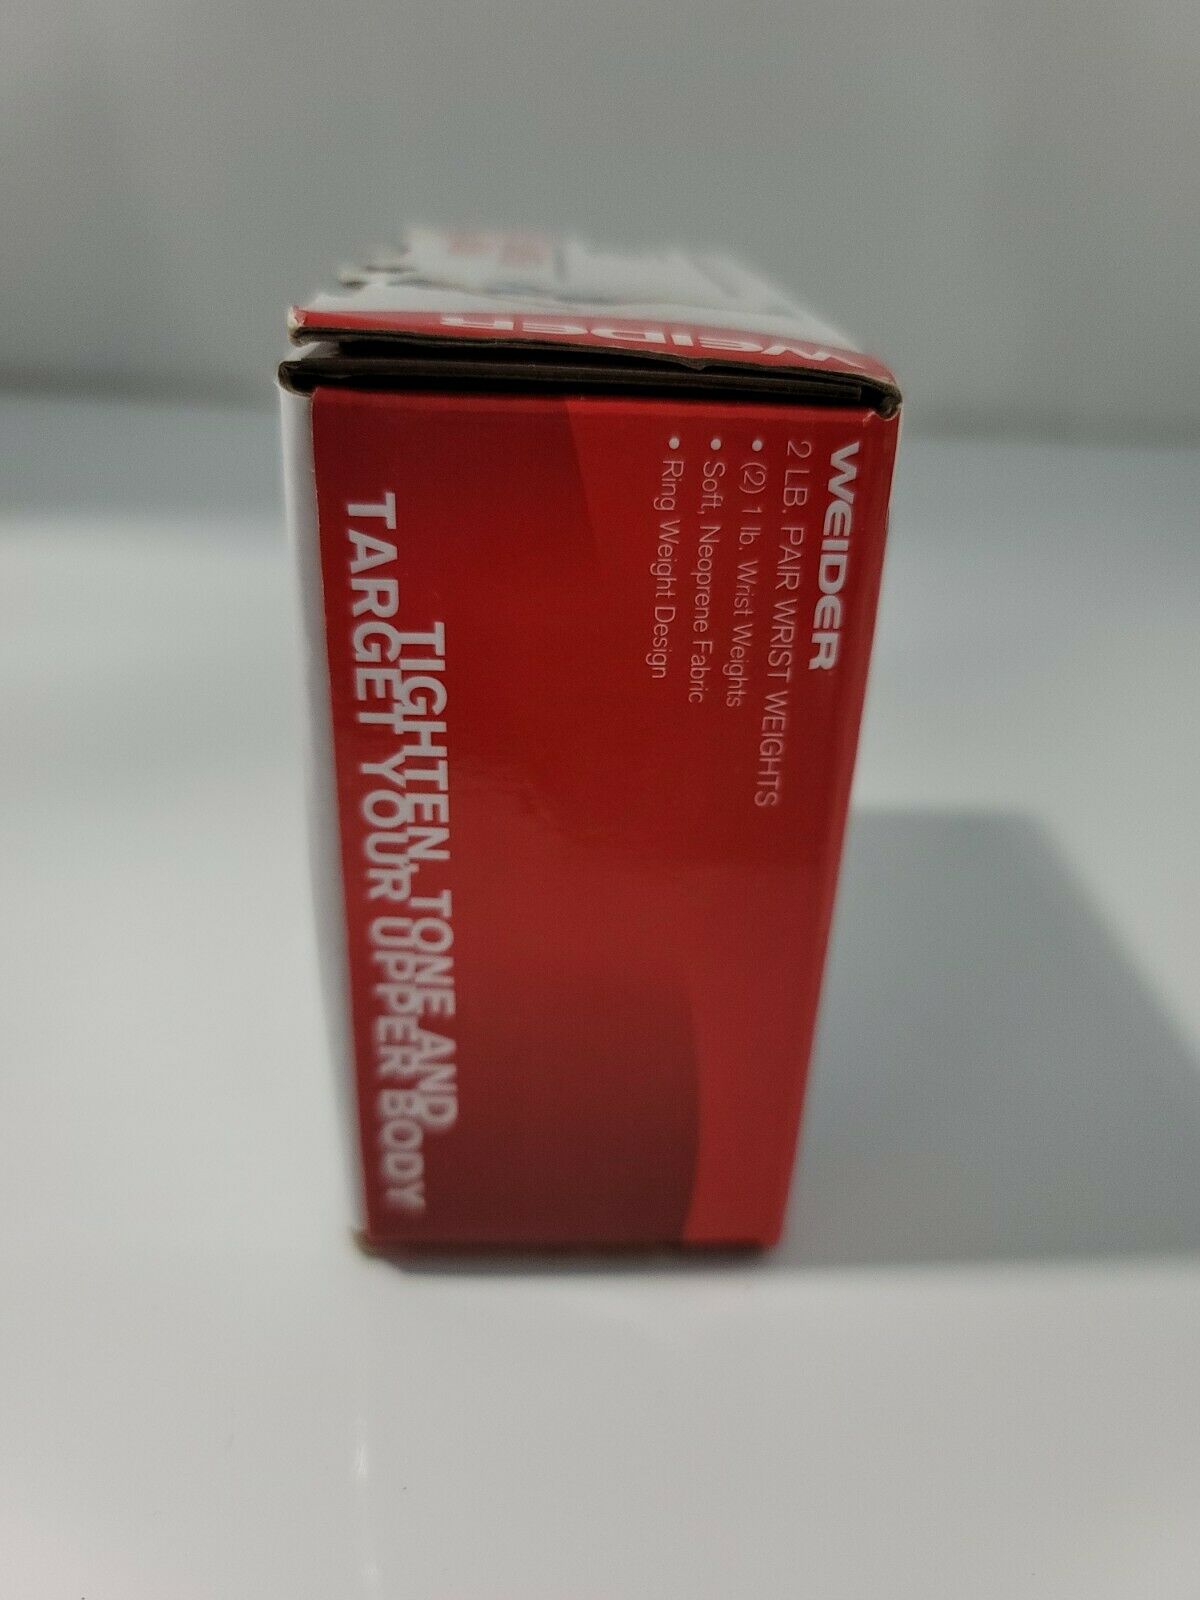 WEIDER
WEIDER
2 LB. PAIR WRIST WEIGHTS
• (2) 1 lb. Wrist Weights
• Soft, Neoprene Fabric
• Ring Weight Design
TIGHTEN, TONE AND
TARGET YOUR UPPER BODY